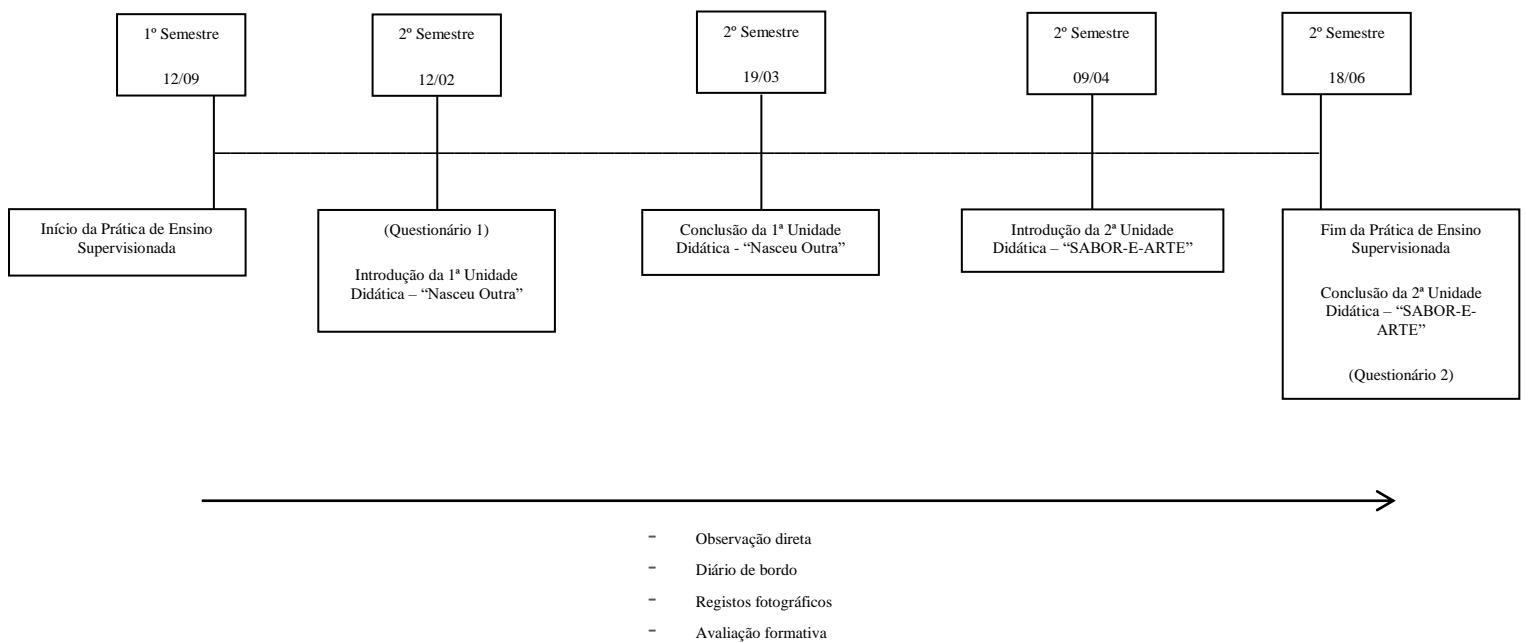 1º Semestre
12/09
2º Semestre
12/02
2º Semestre
19/03
2º Semestre
09/04
2º Semestre
18/06
Início da Prática de Ensino
Supervisionada
(Questionário 1)
Introdução da 1ª Unidade
Didática – “Nasceu Outra”
Conclusão da 1ª Unidade
Didática - “Nasceu Outra”
Introdução da 2ª Unidade
Didática – “SABOR-E-ARTE”
Fim da Prática de Ensino
Supervisionada
Conclusão da 2ª Unidade
Didática – “SABOR-E-
ARTE”
(Questionário 2)
- Observação direta
- Diário de bordo
- Registos fotográficos
- Avaliação formativa